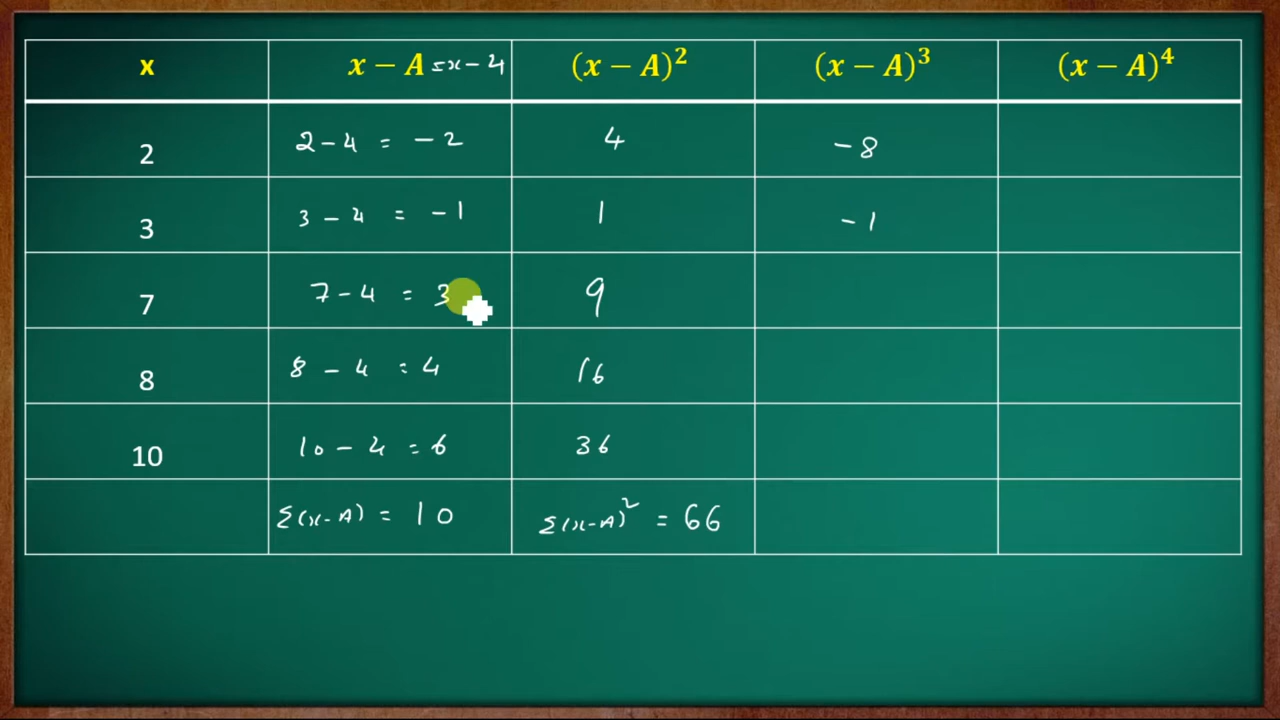 x x − A = x − 4 (x − A)² (x − A)³ (x − A)⁴
2 2 − 4 = − 2 4 − 8
3 3 − 4 = − 1 1 − 1
7 7 − 4 = 3 9
8 8 − 4 = 4 16
10 10 − 4 = 6 36
Σ(x−A) = 10 Σ(x−A)² = 66